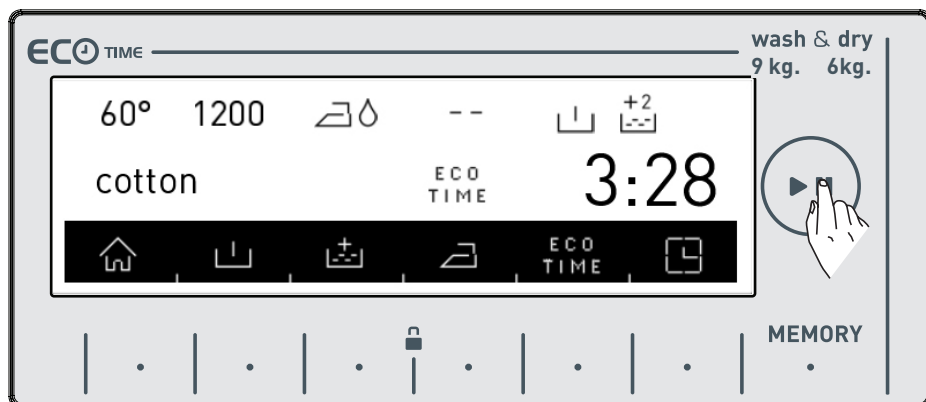 ECO TIME
wash & dry
9 kg. 6kg.
60° 1200 -- +2
cotton ECO TIME 3:28
ECO TIME
MEMORY